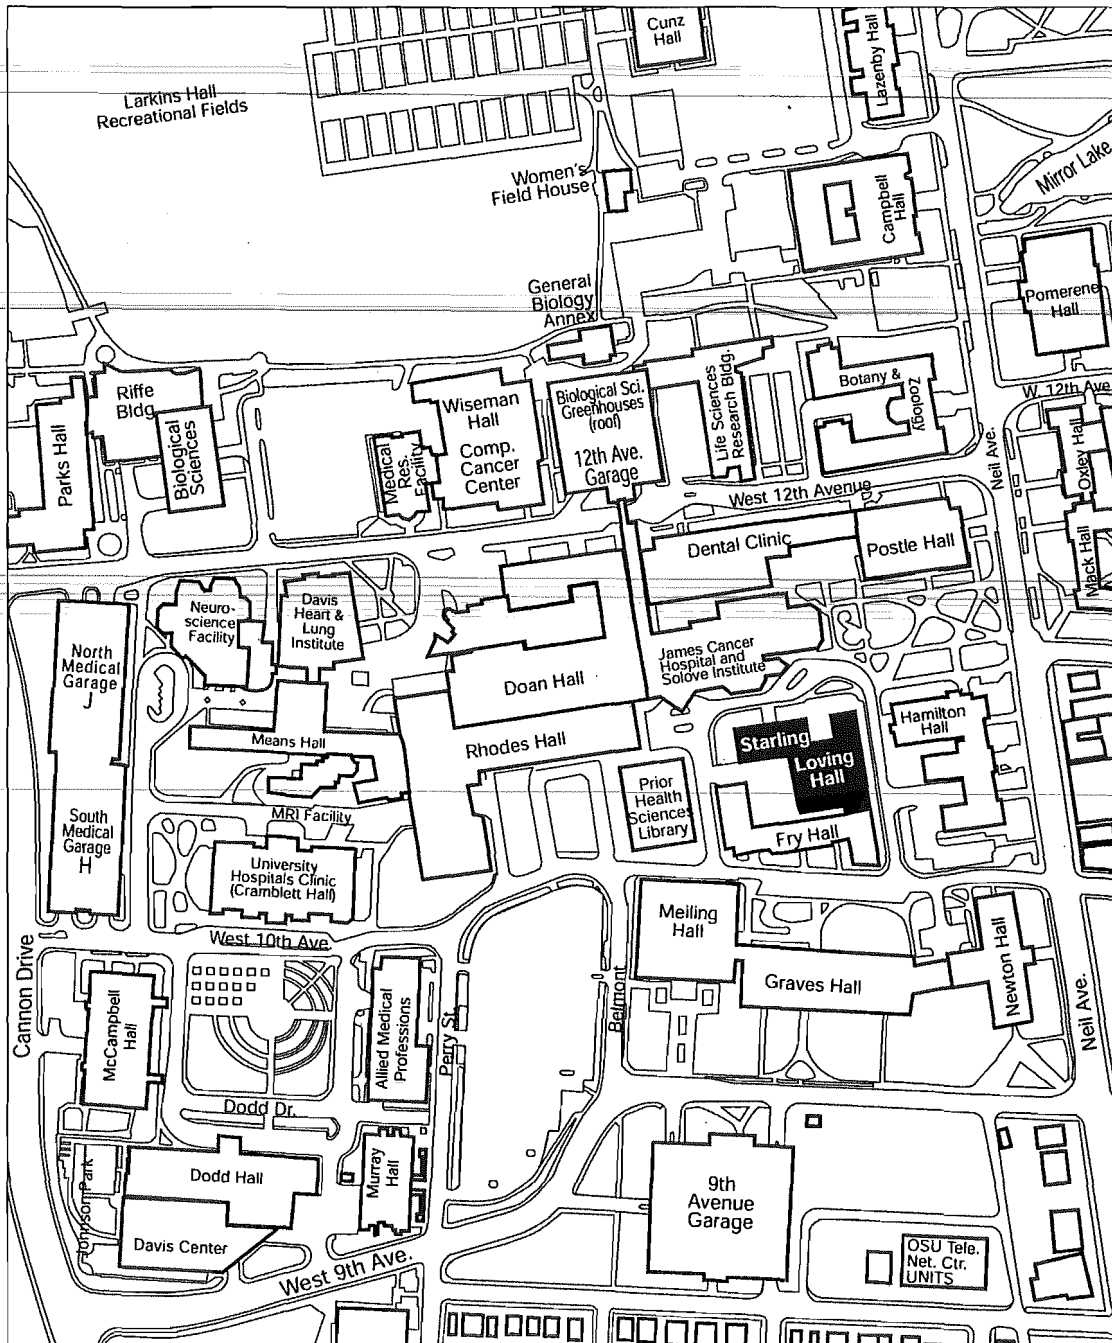 Cunz
Hall
Lazenby Hall
Larkins Hall
Recreational Fields
Mirror Lake
Women's
Field House
Campbell
Hall
General
Biology
Annex
Pomerene
Hall
Riffe
Bldg.
Wiseman
Hall
Comp.
Cancer
Center
Biological Sci.
Greenhouses
(roof)
12th Ave.
Garage
Life Sciences
Research Bldg.
Botany &
Zoology
W. 12th Ave
Parks Hall
Biological
Sciences
Medical
Res.
Facility
Neil Ave.
Oxley Hall
West 12th Avenue
Dental Clinic
Postle Hall
Mack Hall
Neuro-
science
Facility
Davis
Heart &
Lung
Institute
North
Medical
Garage
J
James Cancer
Hospital and
Solove Institute
Doan Hall
Rhodes Hall
Means Hall
Starling
Loving
Hall
Hamilton
Hall
MRI Facility
Prior
Health
Sciences
Library
Fry Hall
South
Medical
Garage
H
University
Hospitals Clinic
(Cramblett Hall)
Meiling
Hall
West 10th Ave.
Cannon Drive
Graves Hall
Newton Hall
McCampbell
Hall
Allied Medical
Professions
Perry St.
Belmont
Neil Ave.
Dodd Dr.
Dodd Hall
Murray
Hall
Johnson Park
Davis Center
9th
Avenue
Garage
West 9th Ave.
OSU Tele.
Net. Ctr.
UNITS